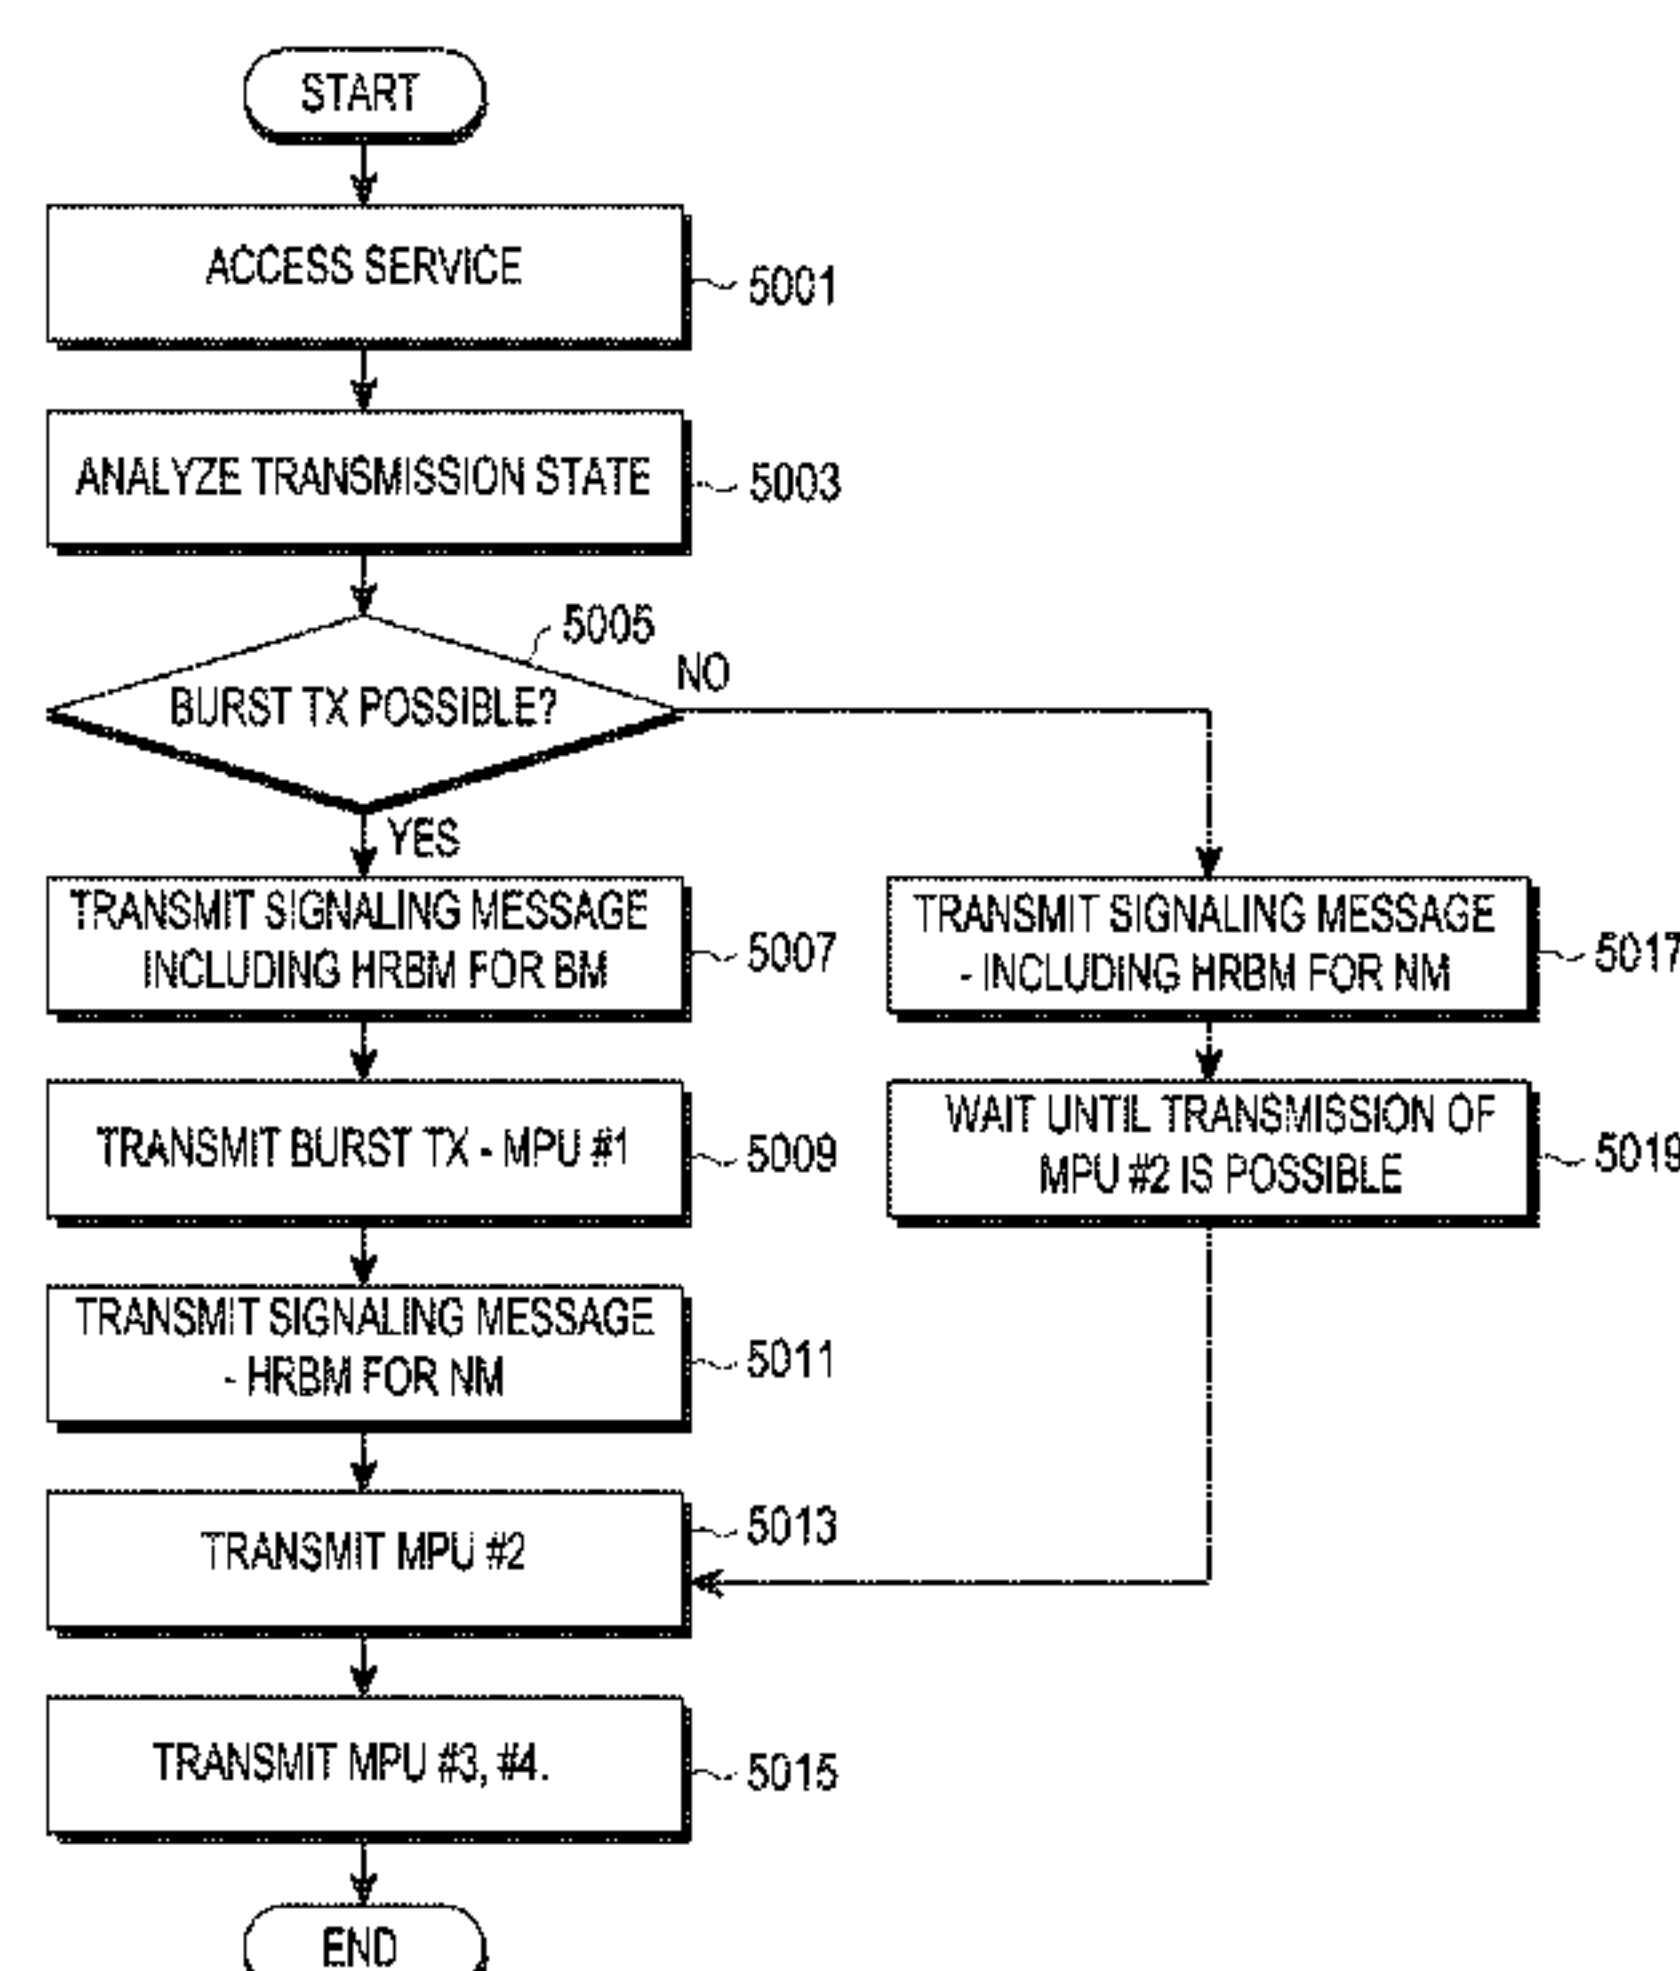 START
ACCESS SERVICE
5001
ANALYZE TRANSMISSION STATE
5003
5005
BURST TX POSSIBLE?
NO
YES
TRANSMIT SIGNALING MESSAGE
INCLUDING HRBM FOR BM
5007
TRANSMIT SIGNALING MESSAGE
- INCLUDING HRBM FOR NM
5017
TRANSMIT BURST TX - MPU #1
5009
WAIT UNTIL TRANSMISSION OF
MPU #2 IS POSSIBLE
5019
TRANSMIT SIGNALING MESSAGE
- HRBM FOR NM
5011
TRANSMIT MPU #2
5013
TRANSMIT MPU #3, #4.
5015
END